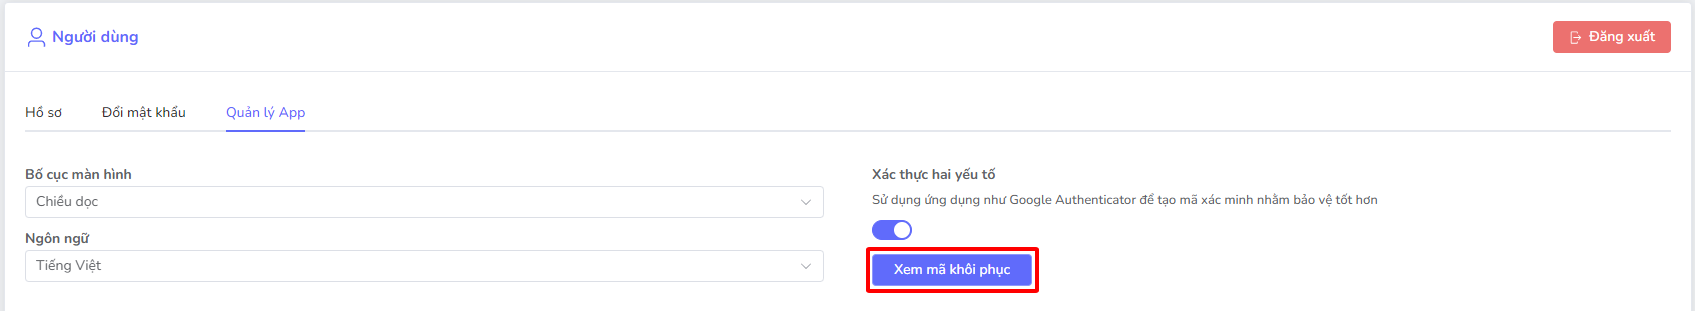 Người dùng
Đăng xuất
Hồ sơ
Đổi mật khẩu
Quản lý App
Bố cục màn hình
Chiều dọc
Ngôn ngữ
Tiếng Việt
Xác thực hai yếu tố
Sử dụng ứng dụng như Google Authenticator để tạo mã xác minh nhằm bảo vệ tốt hơn
Xem mã khôi phục